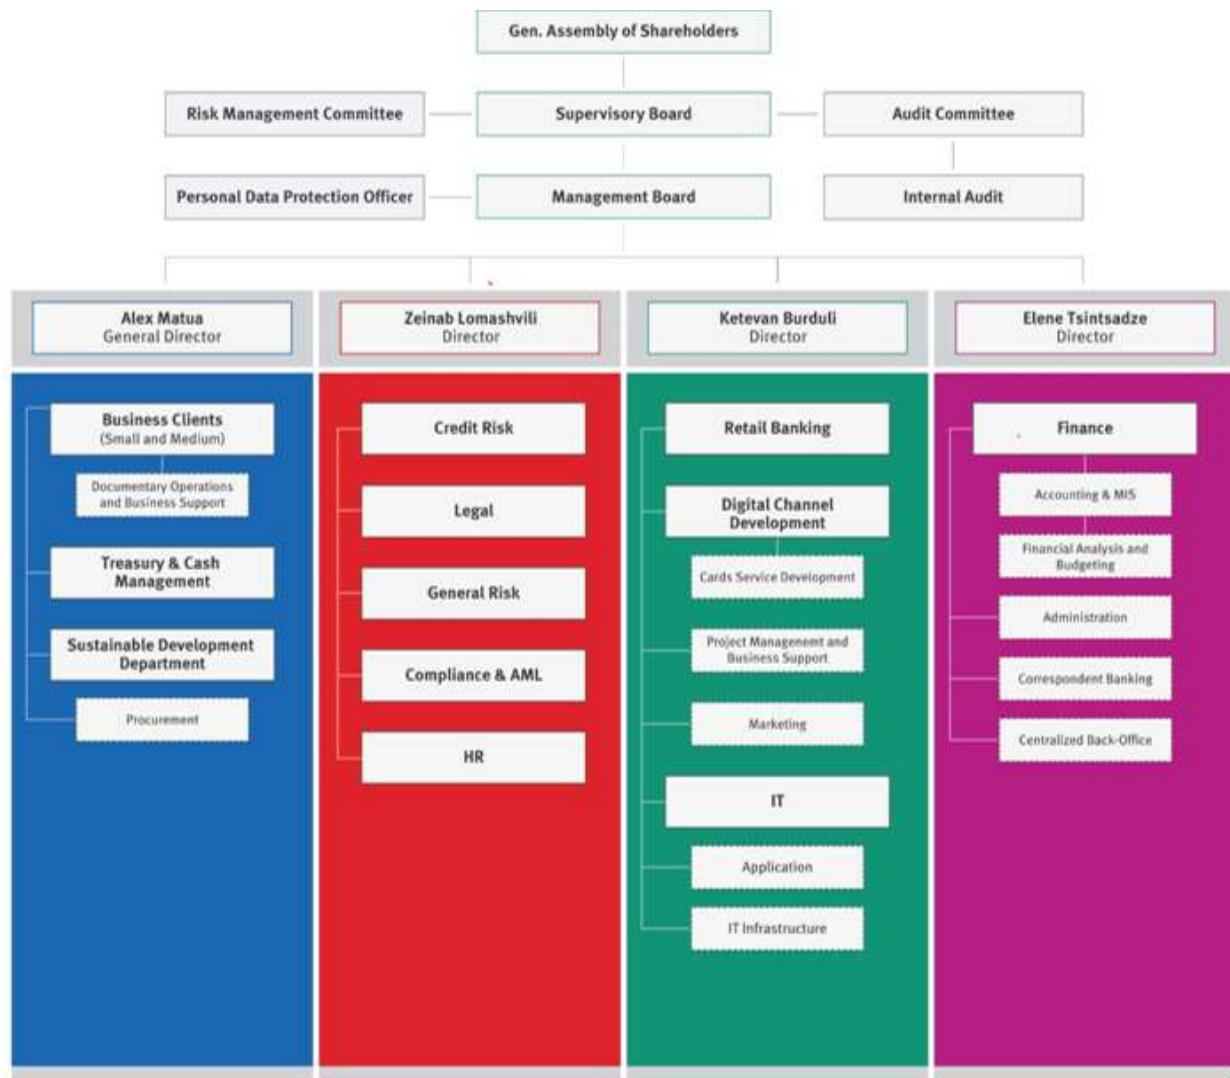 Gen. Assembly of Shareholders
Risk Management Committee
Supervisory Board
Audit Committee
Personal Data Protection Officer
Management Board
Internal Audit
Alex Matua
General Director
Business Clients
(Small and Medium)
Documentary Operations
and Business Support
Treasury & Cash
Management
Sustainable Development
Department
Procurement
Zeinab Lomashvili
Director
Credit Risk
Legal
General Risk
Compliance & AML
HR
Ketevan Burduli
Director
Retail Banking
Digital Channel
Development
Cards Service Development
Project Managenemt and
Business Support
Marketing
IT
Application
IT Infrastructure
Elene Tsintsadze
Director
Finance
Accounting & MIS
Financial Analysis and
Budgeting
Administration
Correspondent Banking
Centralized Back-Office